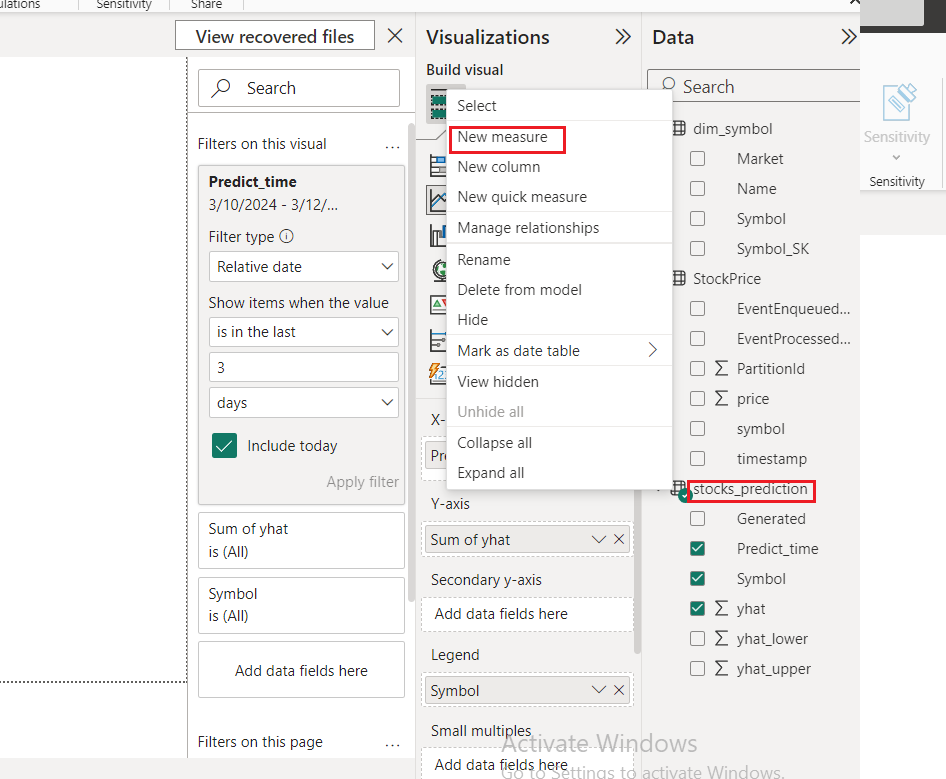 Sensitivity
Share
View recovered files
Search
Filters on this visual
...
Predict_time
3/10/2024 - 3/12/...
Filter type
Relative date
Show items when the value
is in the last
3
days
Include today
Apply filter
Sum of yhat
is (All)
Symbol
is (All)
Add data fields here
Filters on this page
...
Visualizations
Build visual
Select
New measure
New column
New quick measure
Manage relationships
Rename
Delete from model
Hide
Mark as date table
View hidden
Unhide all
Collapse all
Expand all
Y-axis
Sum of yhat
Secondary y-axis
Add data fields here
Legend
Symbol
Small multiples
Add data fields here
Data
Search
dim_symbol
Market
Name
Symbol
Symbol_SK
StockPrice
EventEnqueued...
EventProcessed...
PartitionId
price
symbol
timestamp
stocks_prediction
Generated
Predict_time
Symbol
yhat
yhat_lower
yhat_upper
Sensitivity
Sensitivity
Activate Windows
Go to Settings to activate Windows.